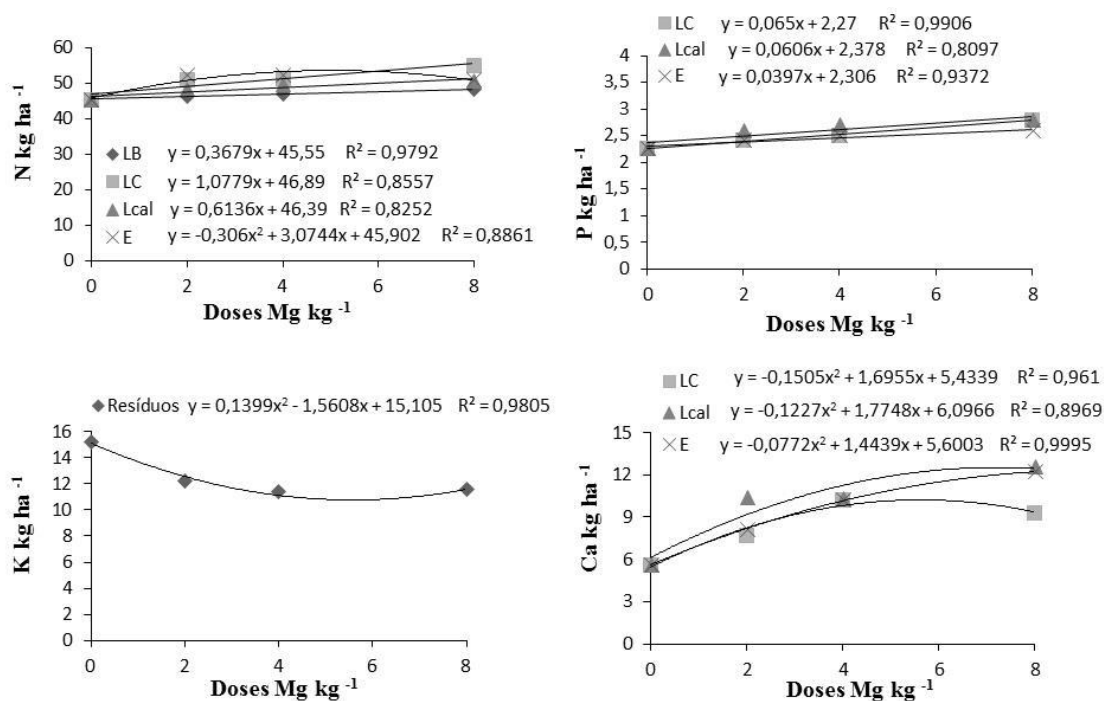 N kg ha⁻¹
60
50
40
30
20
10
0
LB y = 0,3679x + 45,55 R² = 0,9792
LC y = 1,0779x + 46,89 R² = 0,8557
Lcal y = 0,6136x + 46,39 R² = 0,8252
E y = -0,306x² + 3,0744x + 45,902 R² = 0,8861
0 2 4 6 8
Doses Mg kg ⁻¹
LC y = 0,065x + 2,27 R² = 0,9906
Lcal y = 0,0606x + 2,378 R² = 0,8097
E y = 0,0397x + 2,306 R² = 0,9372
P kg ha⁻¹
4
3,5
3
2,5
2
1,5
1
0,5
0
0 2 4 6 8
Doses Mg kg ⁻¹
Resíduos y = 0,1399x² - 1,5608x + 15,105 R² = 0,9805
K kg ha⁻¹
16
14
12
10
8
6
4
2
0
0 2 4 6 8
Doses Mg kg ⁻¹
LC y = -0,1505x² + 1,6955x + 5,4339 R² = 0,961
Lcal y = -0,1227x² + 1,7748x + 6,0966 R² = 0,8969
E y = -0,0772x² + 1,4439x + 5,6003 R² = 0,9995
Ca kg ha⁻¹
15
12
9
6
3
0
0 2 4 6 8
Doses Mg kg ⁻¹